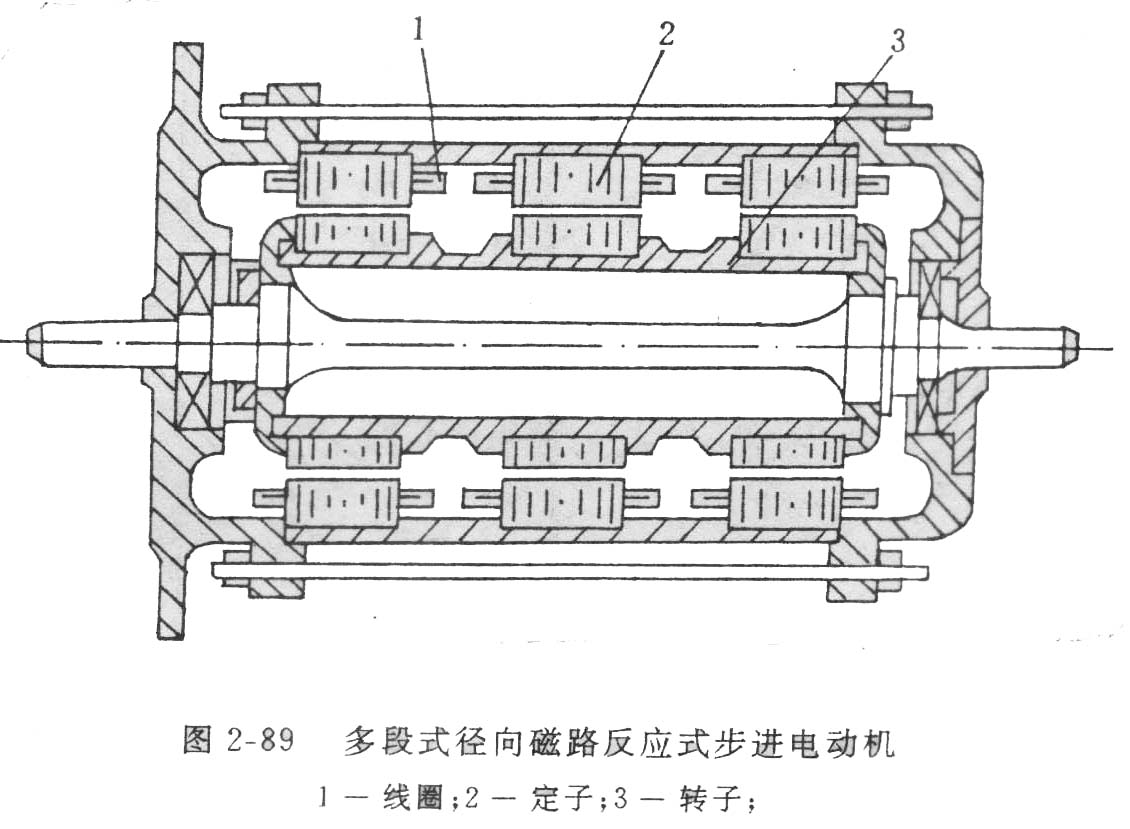 1 2 3
图 2-89 多段式径向磁路反应式步进电动机
1 — 线圈;2 — 定子;3 — 转子;